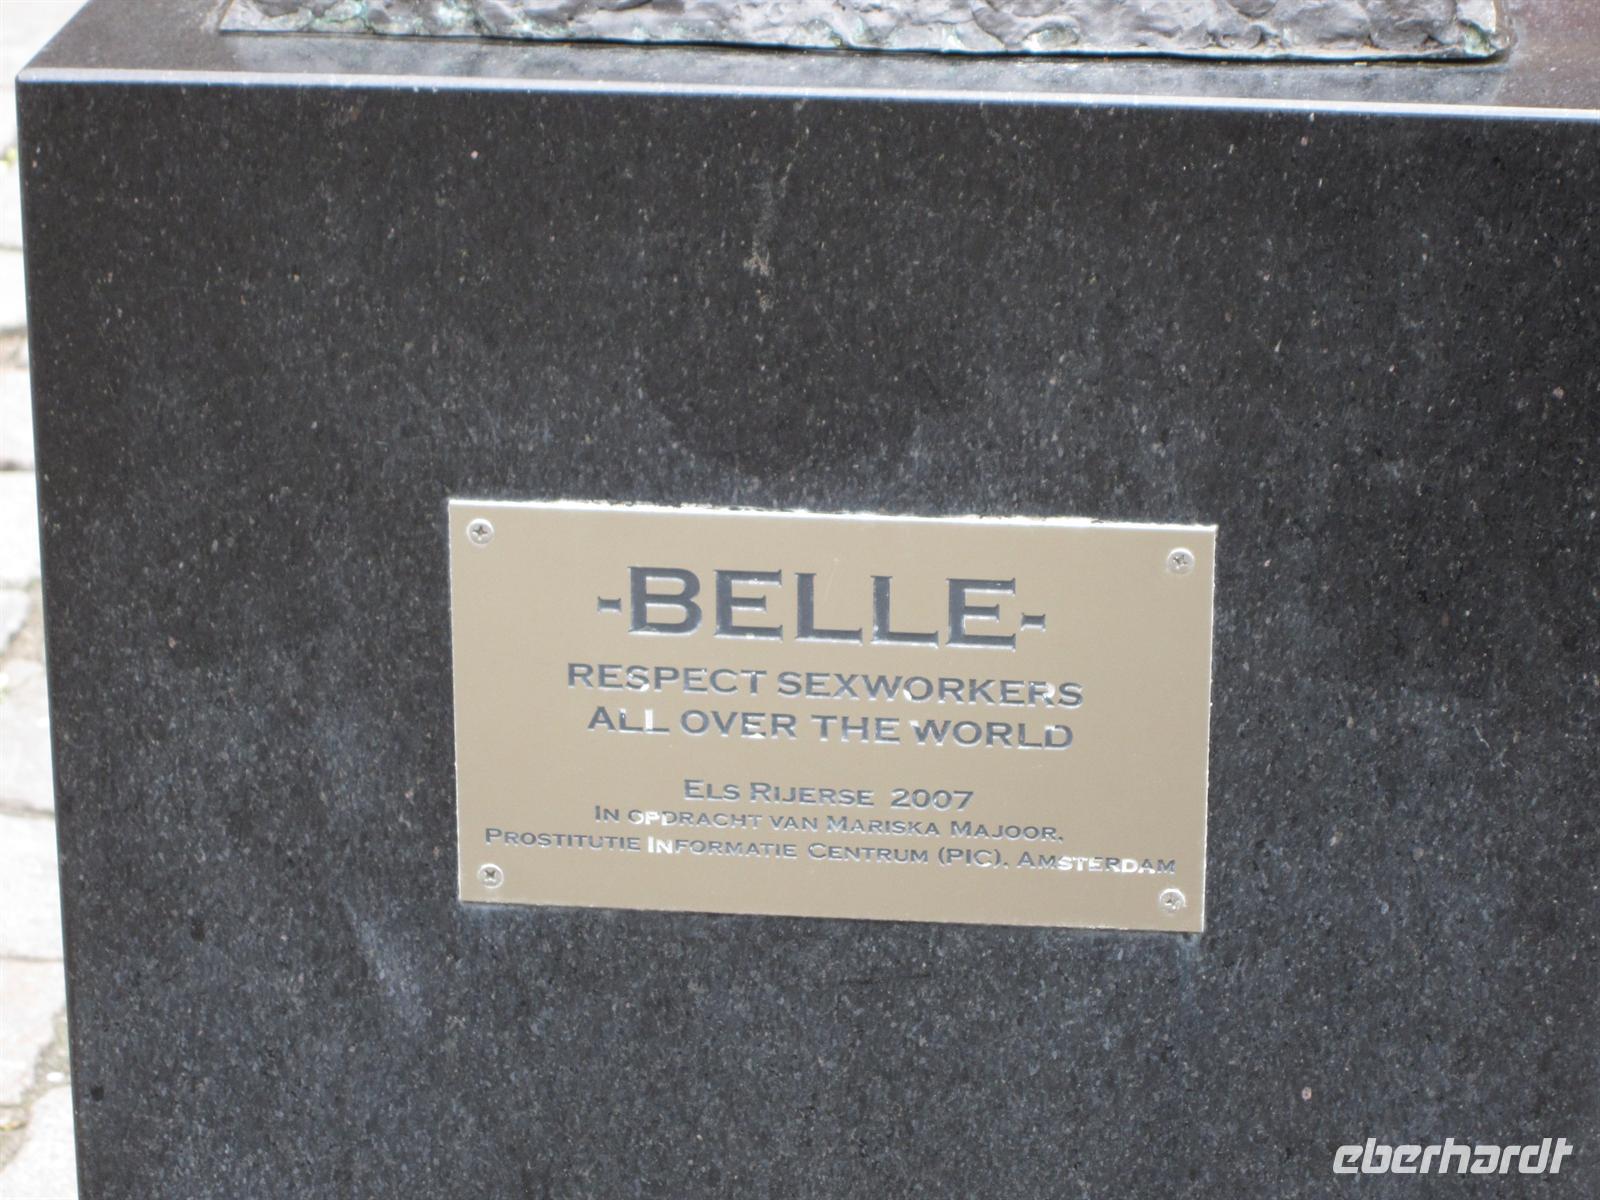 -BELLE-
RESPECT SEXWORKERS
ALL OVER THE WORLD
ELS RIJERSE 2007
IN OPDRACHT VAN MARISKA MAJOOR,
PROSTITUTIE INFORMATIE CENTRUM (PIC), AMSTERDAM
eberhardt